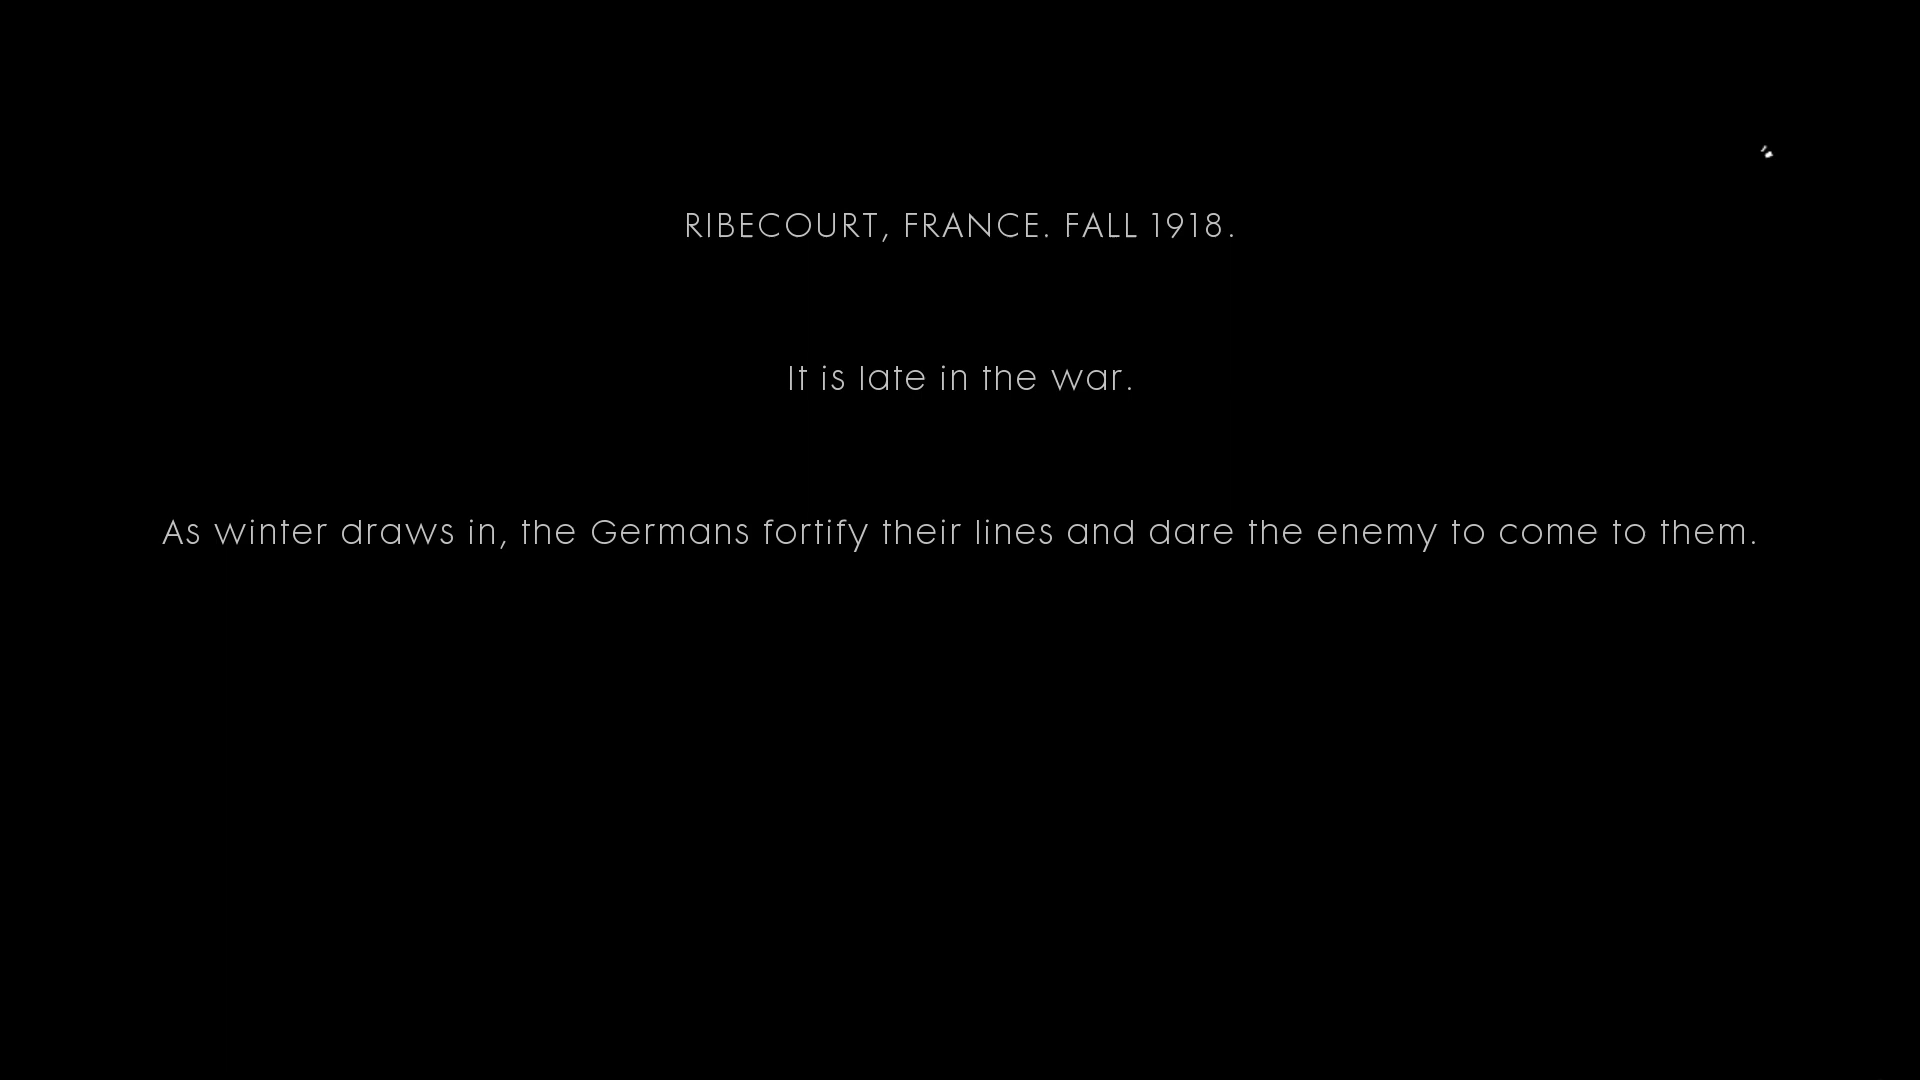 RIBECOURT, FRANCE. FALL 1918.
It is late in the war.
As winter draws in, the Germans fortify their lines and dare the enemy to come to them.